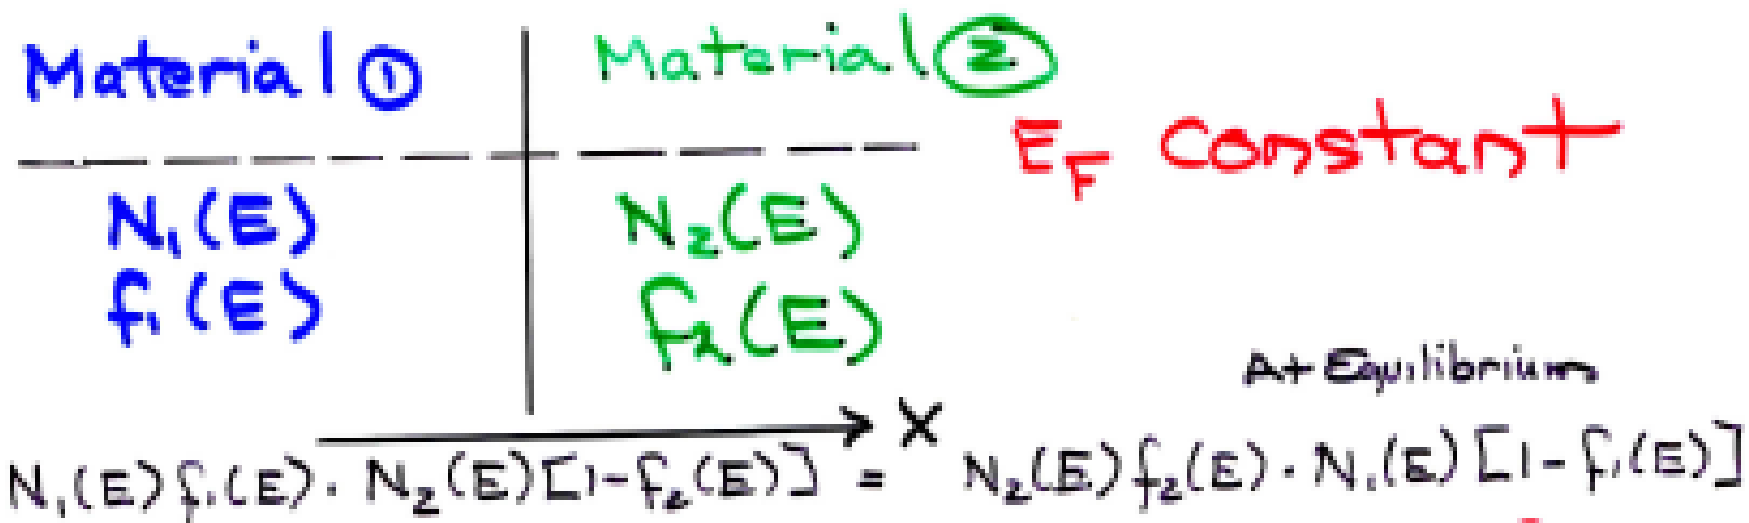 Material ① Material ②
E_F Constant
N₁(E) N₂(E)
f₁(E) f₂(E)
At Equilibrium
X
N₁(E) f₁(E) · N₂(E) [1-f₂(E)] = N₂(E) f₂(E) · N₁(E) [1-f₁(E)]